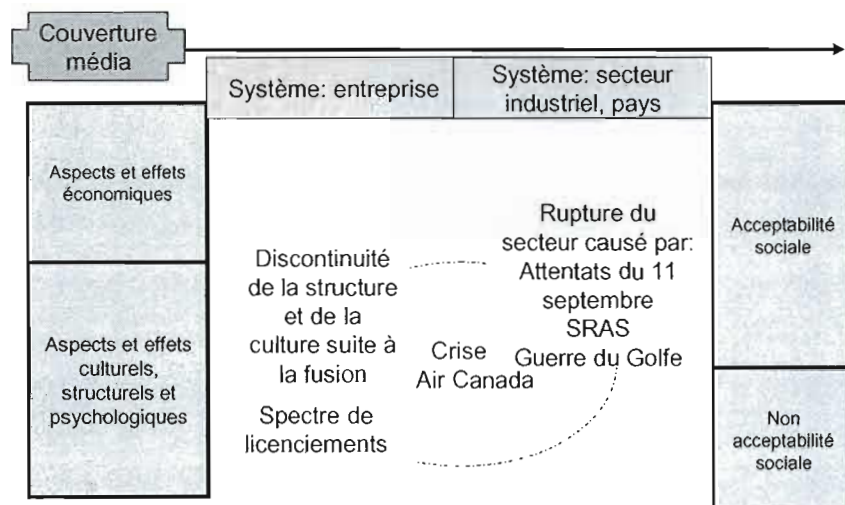 Couverture
média
Système: entreprise
Système: secteur
industriel, pays
Aspects et effets
économiques
Aspects et effets
culturels,
structurels et
psychologiques
Discontinuité
de la structure
et de la
culture suite à
la fusion
Spectre de
licenciements
Crise
Air Canada
Rupture du
secteur causé par:
Attentats du 11
septembre
SRAS
Guerre du Golfe
Acceptabilité
sociale
Non
acceptabilité
sociale